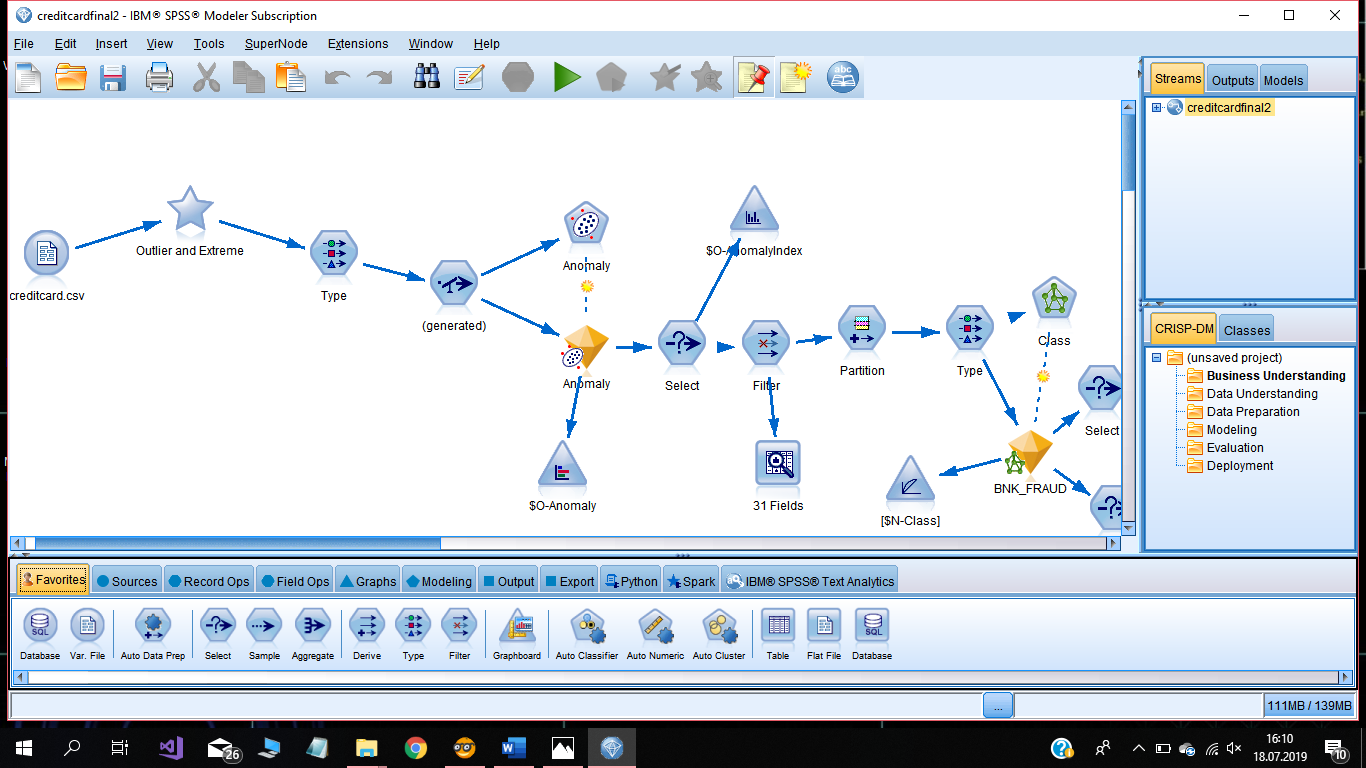 creditcardfinal2 - IBM® SPSS® Modeler Subscription
File Edit Insert View Tools SuperNode Extensions Window Help
abc
Streams Outputs Models
creditcardfinal2
creditcard.csv
Outlier and Extreme
Type
(generated)
Anomaly
Anomaly
$O-Anomaly
Select
$O-AnomalyIndex
Filter
31 Fields
Partition
Type
Class
BNK_FRAUD
[$N-Class]
Select
CRISP-DM Classes
(unsaved project)
Business Understanding
Data Understanding
Data Preparation
Modeling
Evaluation
Deployment
Favorites Sources Record Ops Field Ops Graphs Modeling Output Export Python Spark IBM® SPSS® Text Analytics
SQL SQL
Database Var. File Auto Data Prep Select Sample Aggregate Derive Type Filter Graphboard Auto Classifier Auto Numeric Auto Cluster Table Flat File Database
... 111MB / 139MB
26
16:10
18.07.2019
10